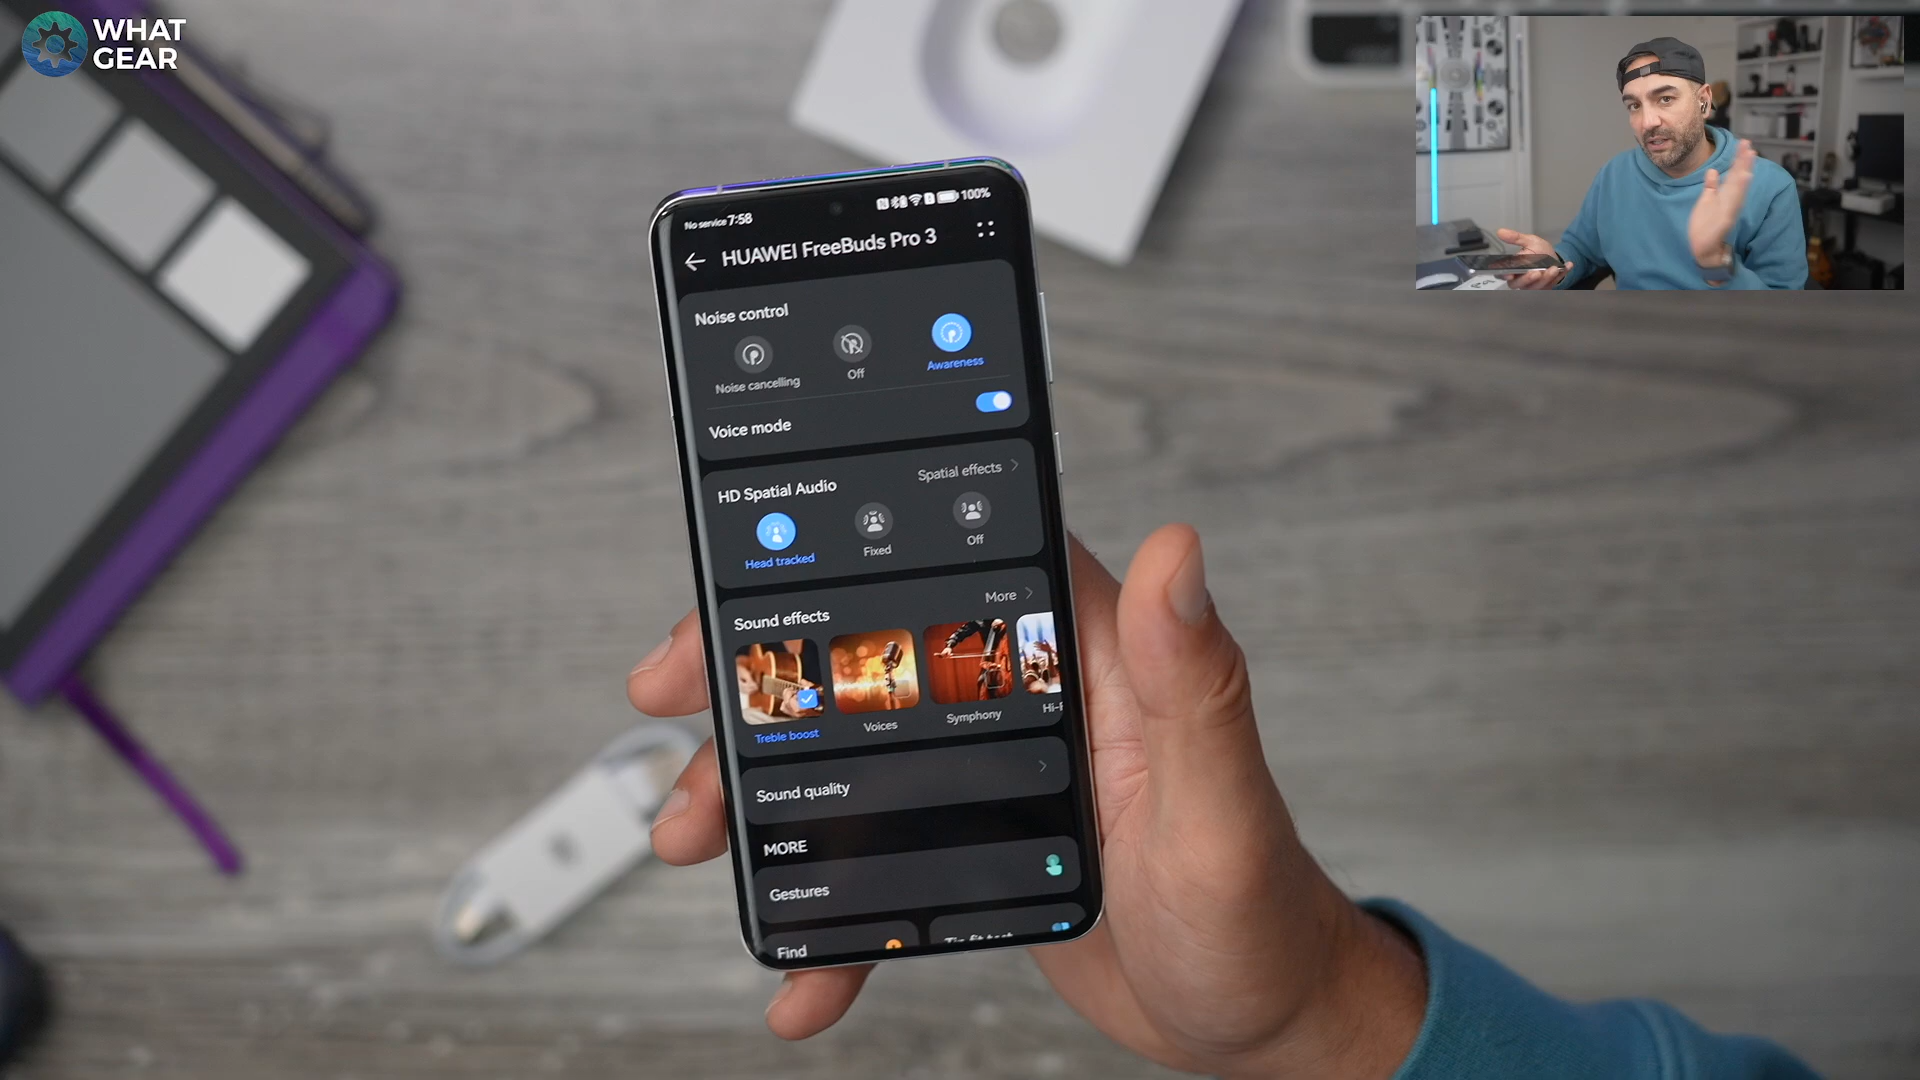 WHAT
GEAR
No service 7:58
100%
HUAWEI FreeBuds Pro 3
Noise control
Noise cancelling
Off
Awareness
Voice mode
HD Spatial Audio
Spatial effects
Head tracked
Fixed
Off
Sound effects
More
Treble boost
Voices
Symphony
Sound quality
MORE
Gestures
Find